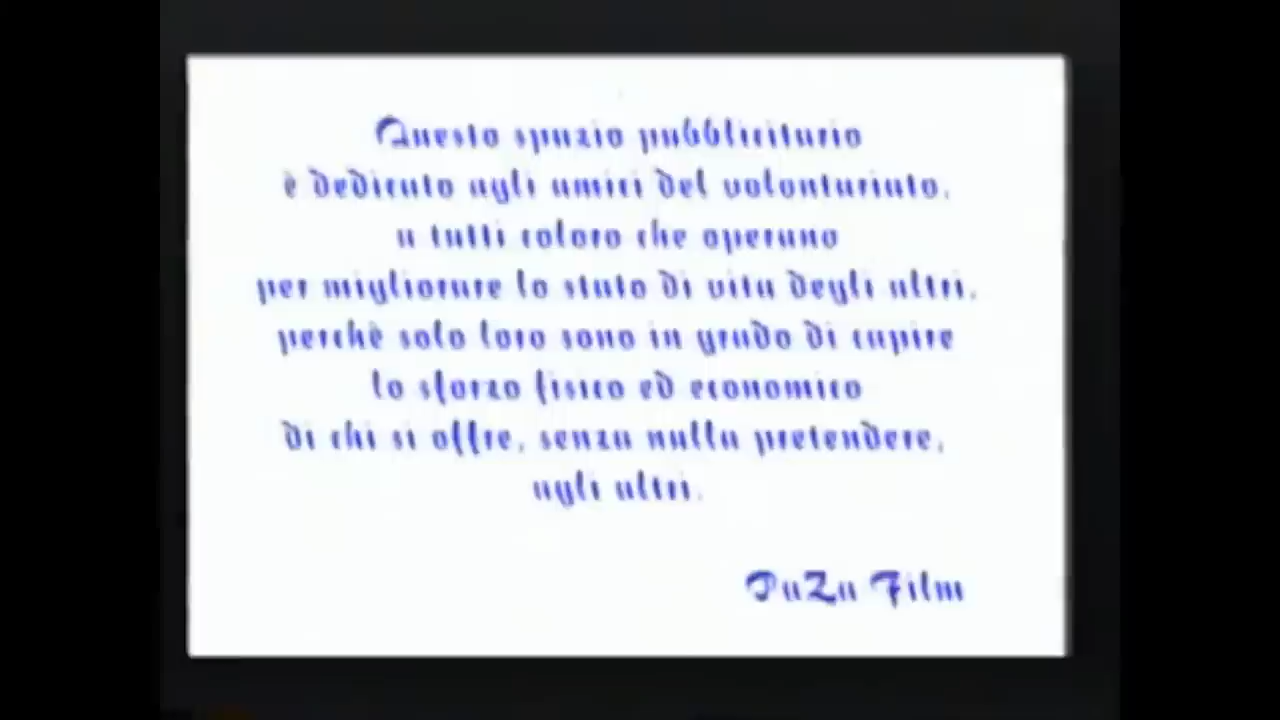 Questo spazio pubblicitario
è dedicato agli amici del volontariato,
a tutti coloro che operano
per migliorare lo stato di vita degli altri,
perchè solo loro sono in grado di capire
lo sforzo fisico ed economico
di chi si offre, senza nulla pretendere,
agli altri.
PaZa Film